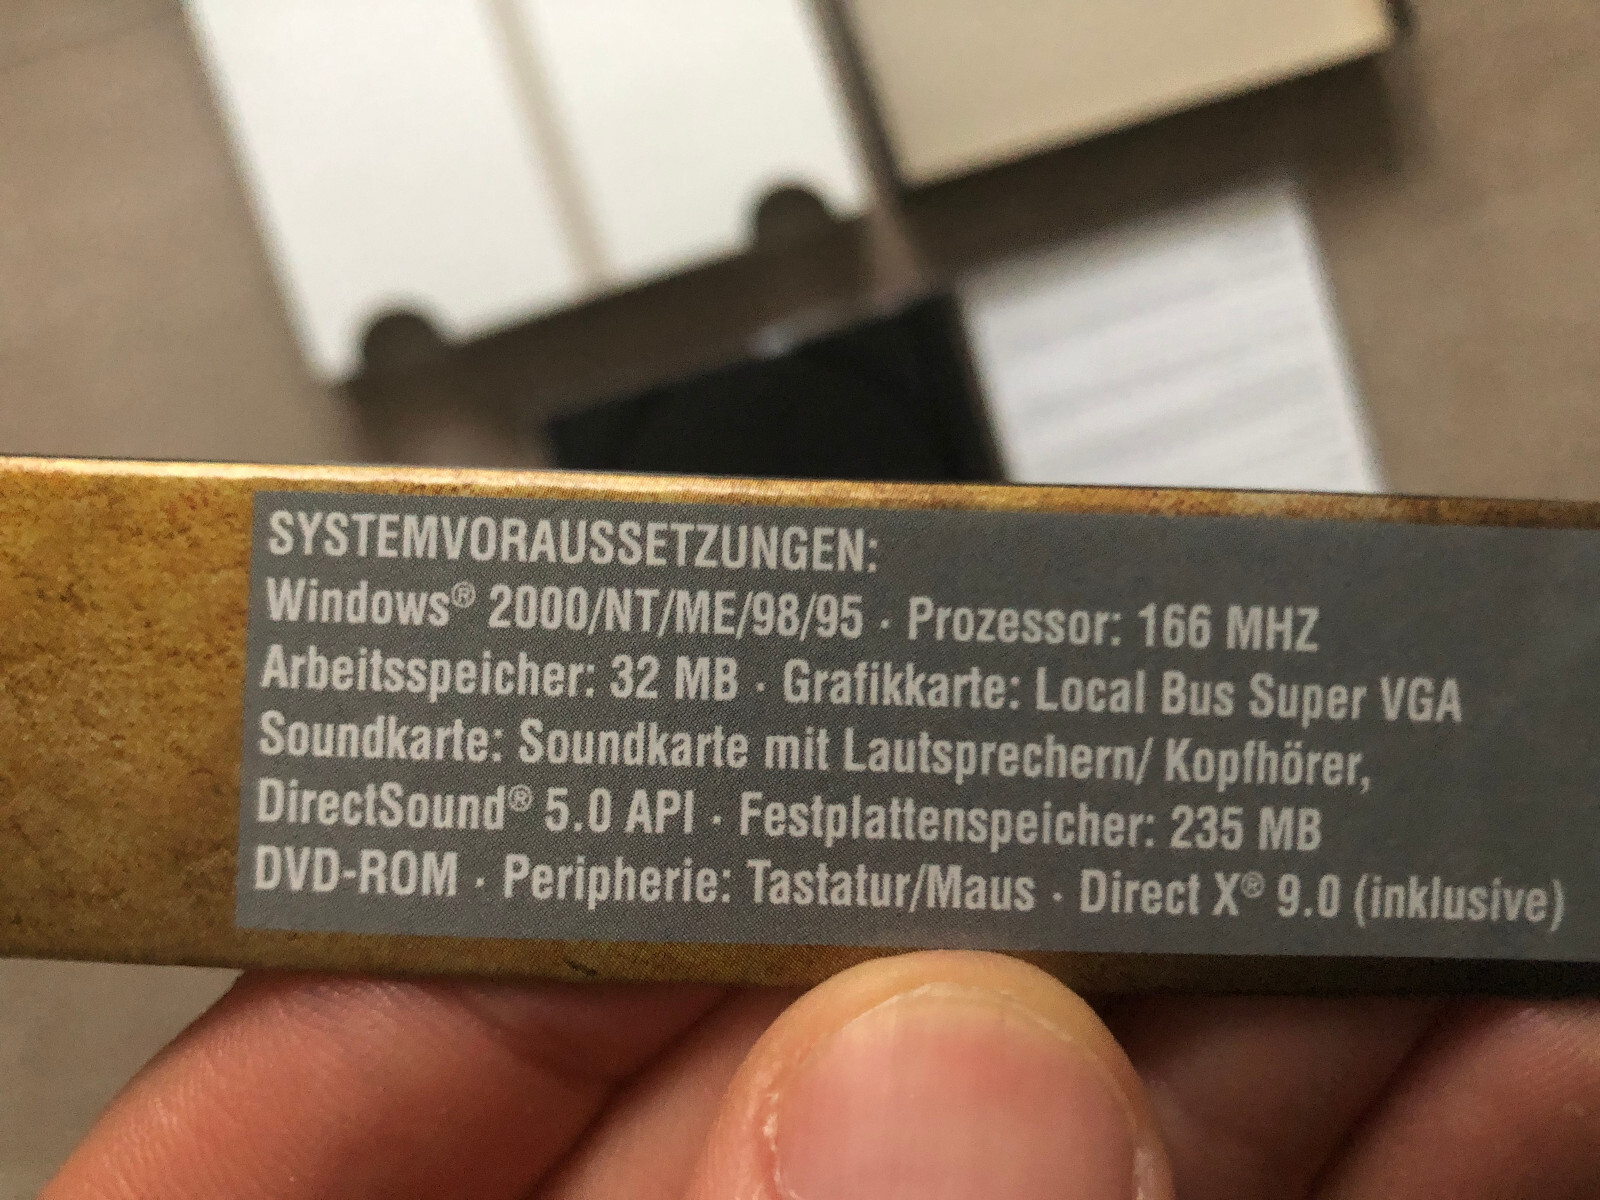 SYSTEMVORAUSSETZUNGEN:
Windows® 2000/NT/ME/98/95 · Prozessor: 166 MHZ
Arbeitsspeicher: 32 MB · Grafikkarte: Local Bus Super VGA
Soundkarte: Soundkarte mit Lautsprechern/ Kopfhörer,
DirectSound® 5.0 API · Festplattenspeicher: 235 MB
DVD-ROM · Peripherie: Tastatur/Maus · Direct X® 9.0 (inklusive)